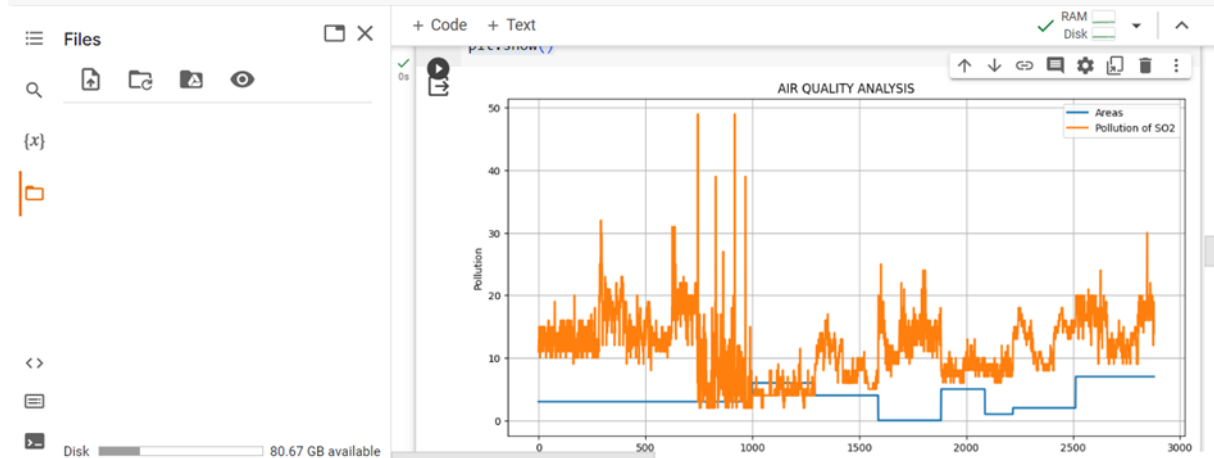 + Code + Text
RAM
Disk
Files
{x}
plt.show()
0s
AIR QUALITY ANALYSIS
Areas
Pollution of SO2
Pollution
50
40
30
20
10
0
0 500 1000 1500 2000 2500 3000
<>
>_
Disk 80.67 GB available